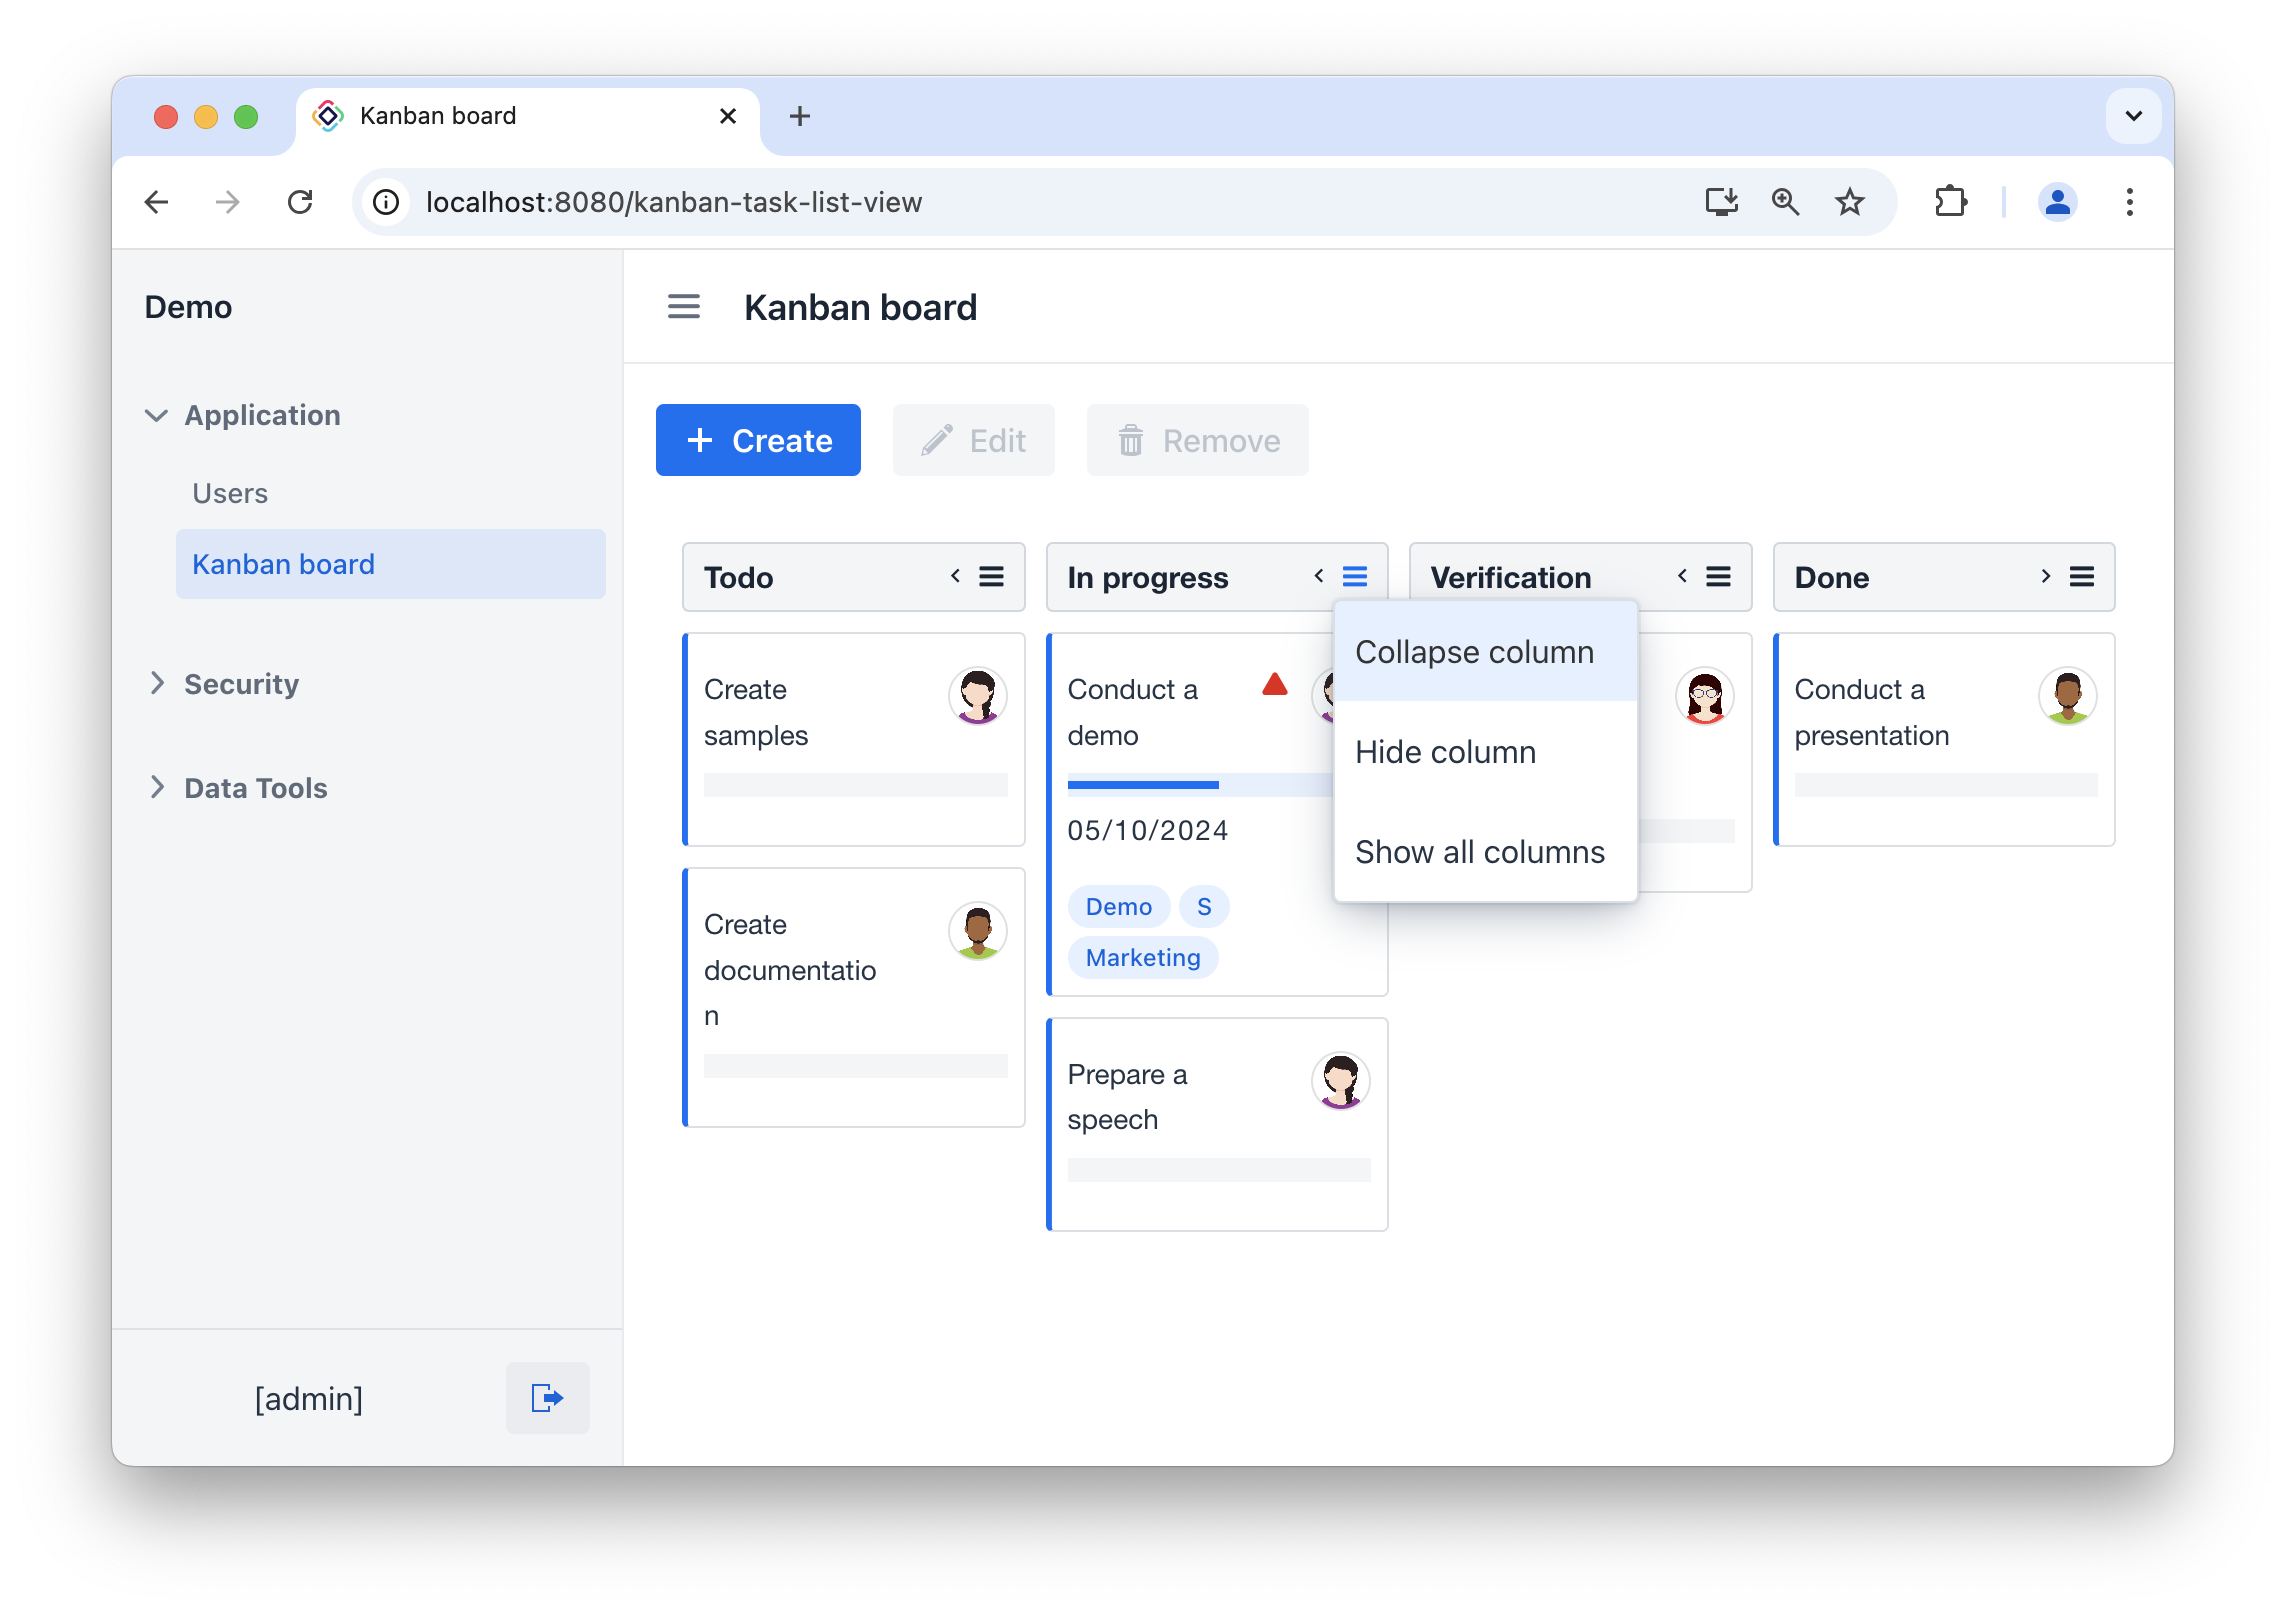 Kanban board
localhost:8080/kanban-task-list-view
Demo
Application
Users
Kanban board
Security
Data Tools
[admin]
Kanban board
Create
Edit
Remove
Todo
Create
samples
Create
documentatio
n
In progress
Conduct a
demo
05/10/2024
Demo
S
Marketing
Prepare a
speech
Collapse column
Hide column
Show all columns
Verification
Done
Conduct a
presentation